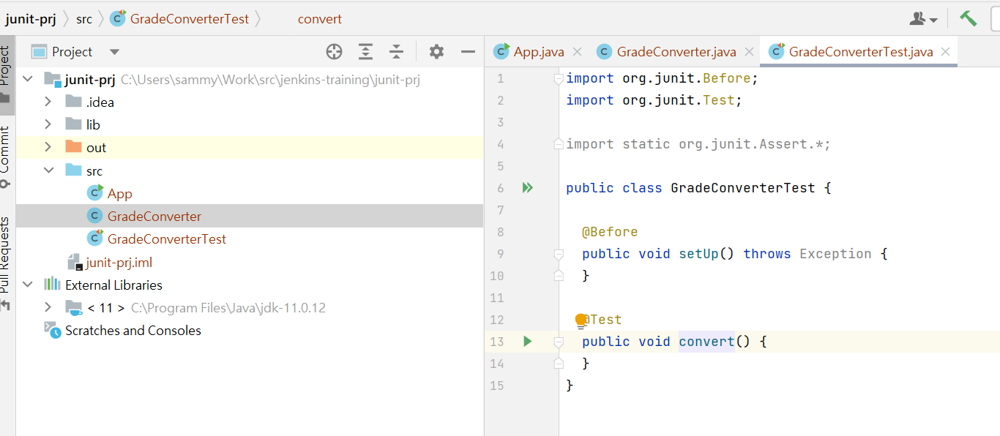 junit-prj src GradeConverterTest convert
Project
Commit
Pull Requests
Project
junit-prj C:\Users\sammy\Work\src\jenkins-training\junit-prj
.idea
lib
out
src
App
GradeConverter
GradeConverterTest
junit-prj.iml
External Libraries
< 11 > C:\Program Files\Java\jdk-11.0.12
Scratches and Consoles
App.java GradeConverter.java GradeConverterTest.java
1 import org.junit.Before;
2 import org.junit.Test;
3
4 import static org.junit.Assert.*;
5
6 public class GradeConverterTest {
7
8 @Before
9 public void setUp() throws Exception {
10 }
11
12 @Test
13 public void convert() {
14 }
15 }